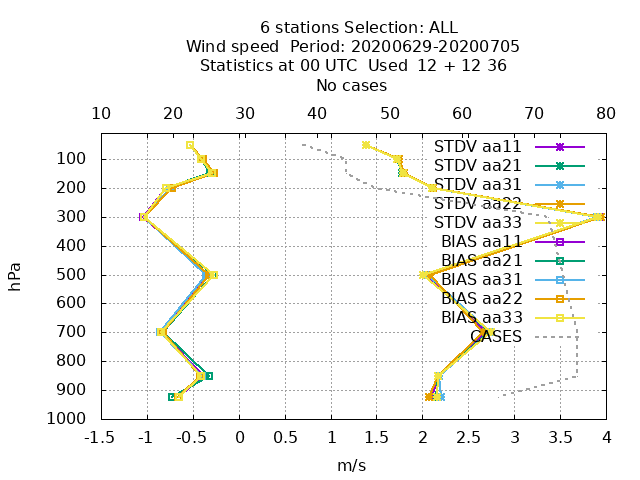 6 stations Selection: ALL
Wind speed  Period: 20200629-20200705
Statistics at 00 UTC  Used  12 + 12 36
No cases
10 20 30 40 50 60 70 80
STDV aa11
STDV aa21
STDV aa31
STDV aa22
STDV aa33
BIAS aa11
BIAS aa21
BIAS aa31
BIAS aa22
BIAS aa33
CASES
100
200
300
400
500
600
700
800
900
1000
hPa
-1.5 -1 -0.5 0 0.5 1 1.5 2 2.5 3 3.5 4
m/s